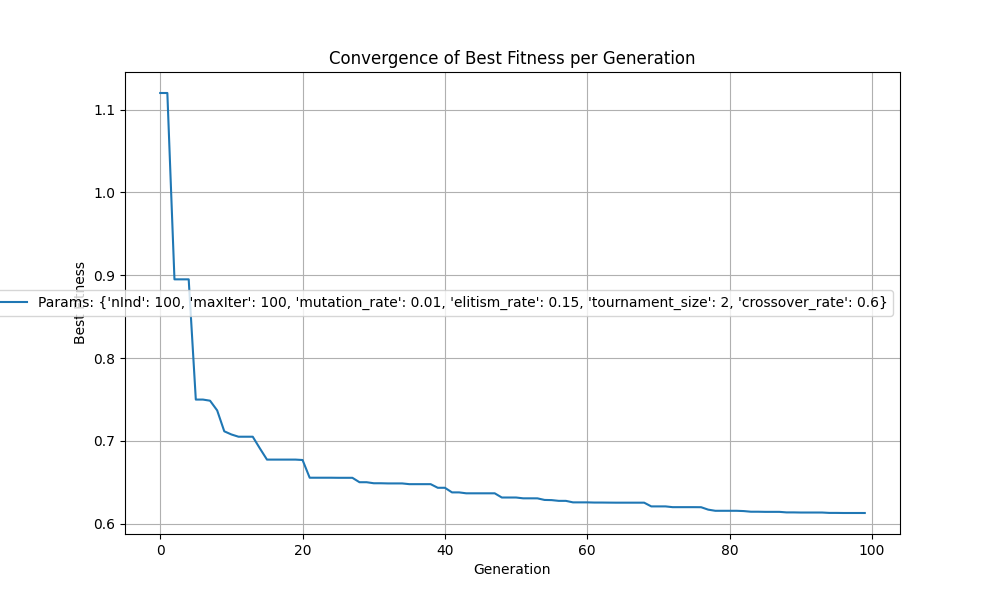 Convergence of Best Fitness per Generation
1.1
1.0
0.9
0.8
0.7
0.6
Best
ness
Params: {'nInd': 100, 'maxIter': 100, 'mutation_rate': 0.01, 'elitism_rate': 0.15, 'tournament_size': 2, 'crossover_rate': 0.6}
0 20 40 60 80 100
Generation